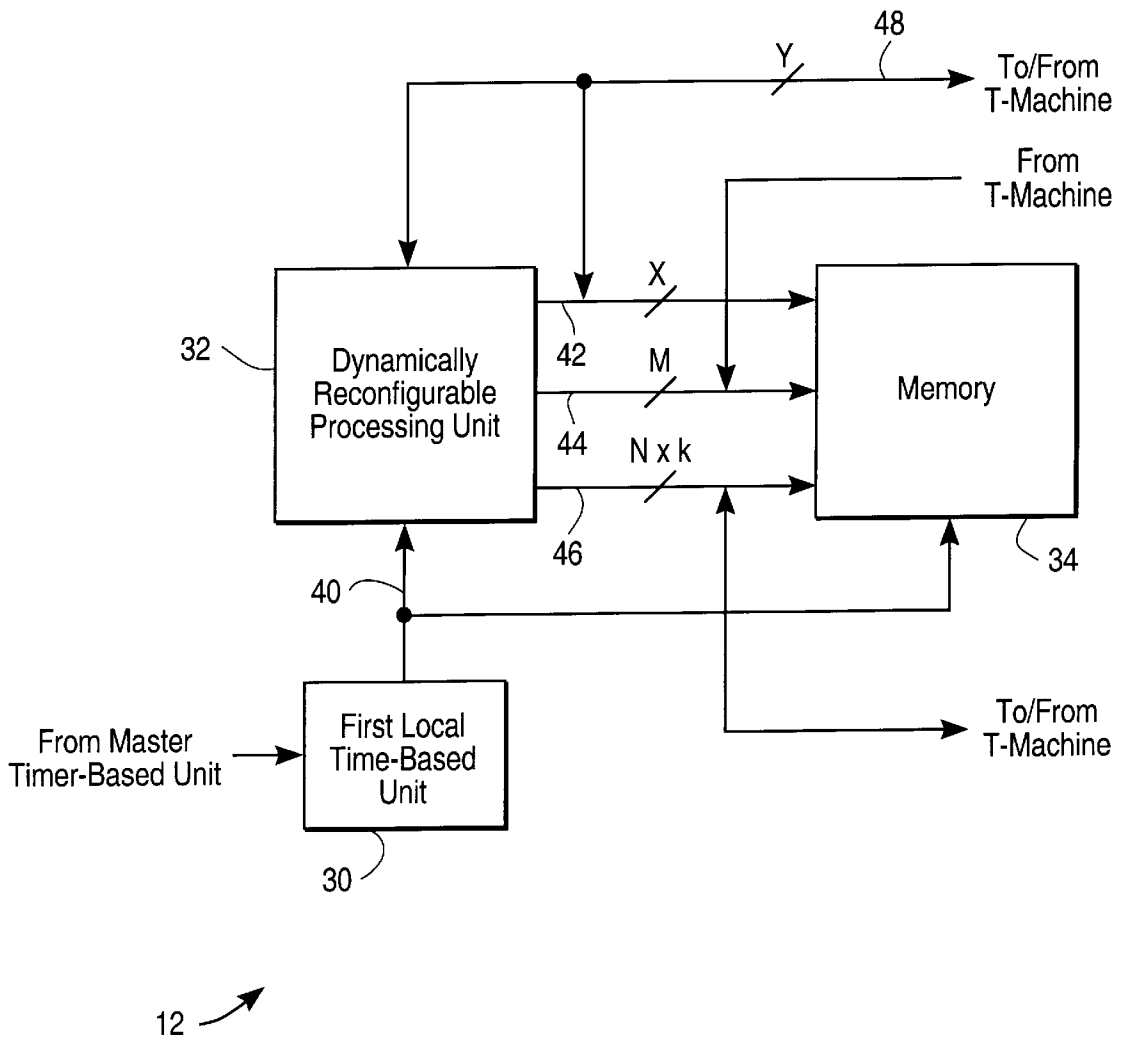 48
Y
To/From
T-Machine
From
T-Machine
X
42
32
Dynamically
Reconfigurable
Processing Unit
M
44
Memory
N x k
46
34
40
From Master
Timer-Based Unit
First Local
Time-Based
Unit
To/From
T-Machine
30
12